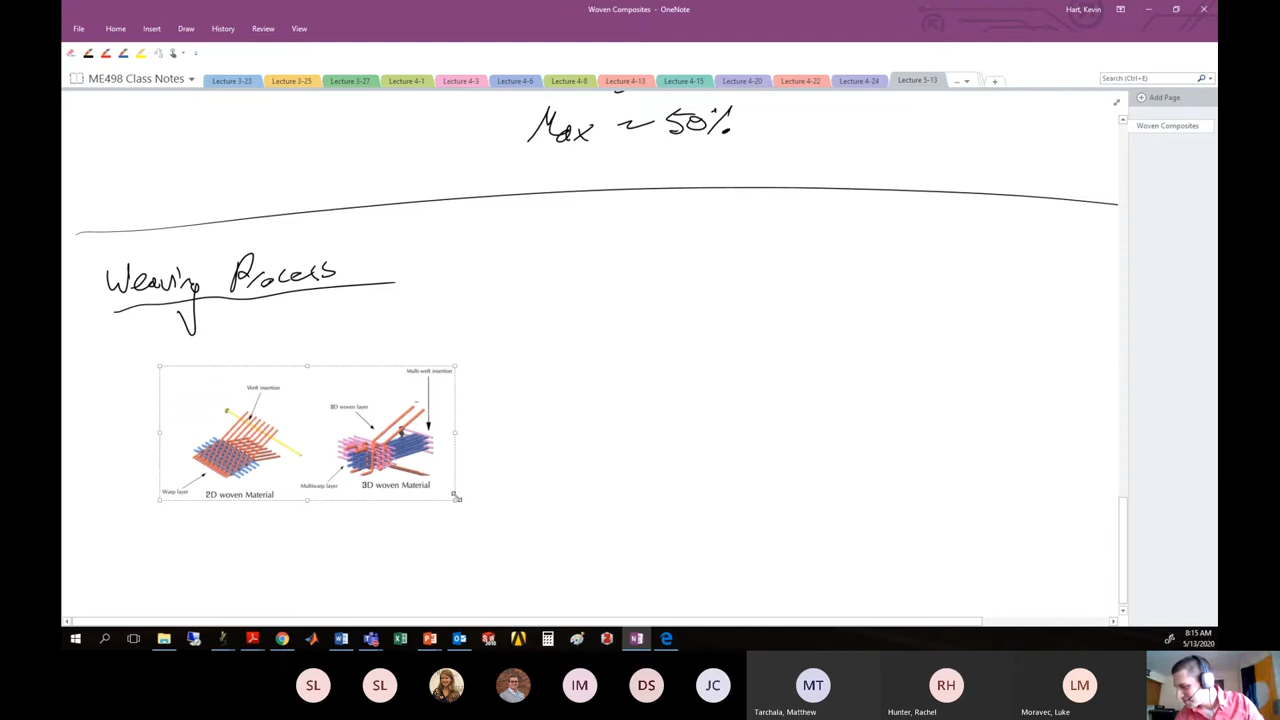 Woven Composites - OneNote
Hart, Kevin
File Home Insert Draw History Review View
ME498 Class Notes
Lecture 3-23 Lecture 3-25 Lecture 3-27 Lecture 4-1 Lecture 4-3 Lecture 4-6 Lecture 4-8 Lecture 4-13 Lecture 4-15 Lecture 4-20 Lecture 4-22 Lecture 4-24 Lecture 5-13
Search (Ctrl+E)
Add Page
Woven Composites
Max ~ 50%
Weaving Process
Multi weft insertion
Weft insertion
3D woven layer
Warp layer
Multiwarp layer
2D woven Material
3D woven Material
8:15 AM
5/13/2020
SL SL IM DS JC MT RH LM
Tarchala, Matthew
Hunter, Rachel
Moravec, Luke